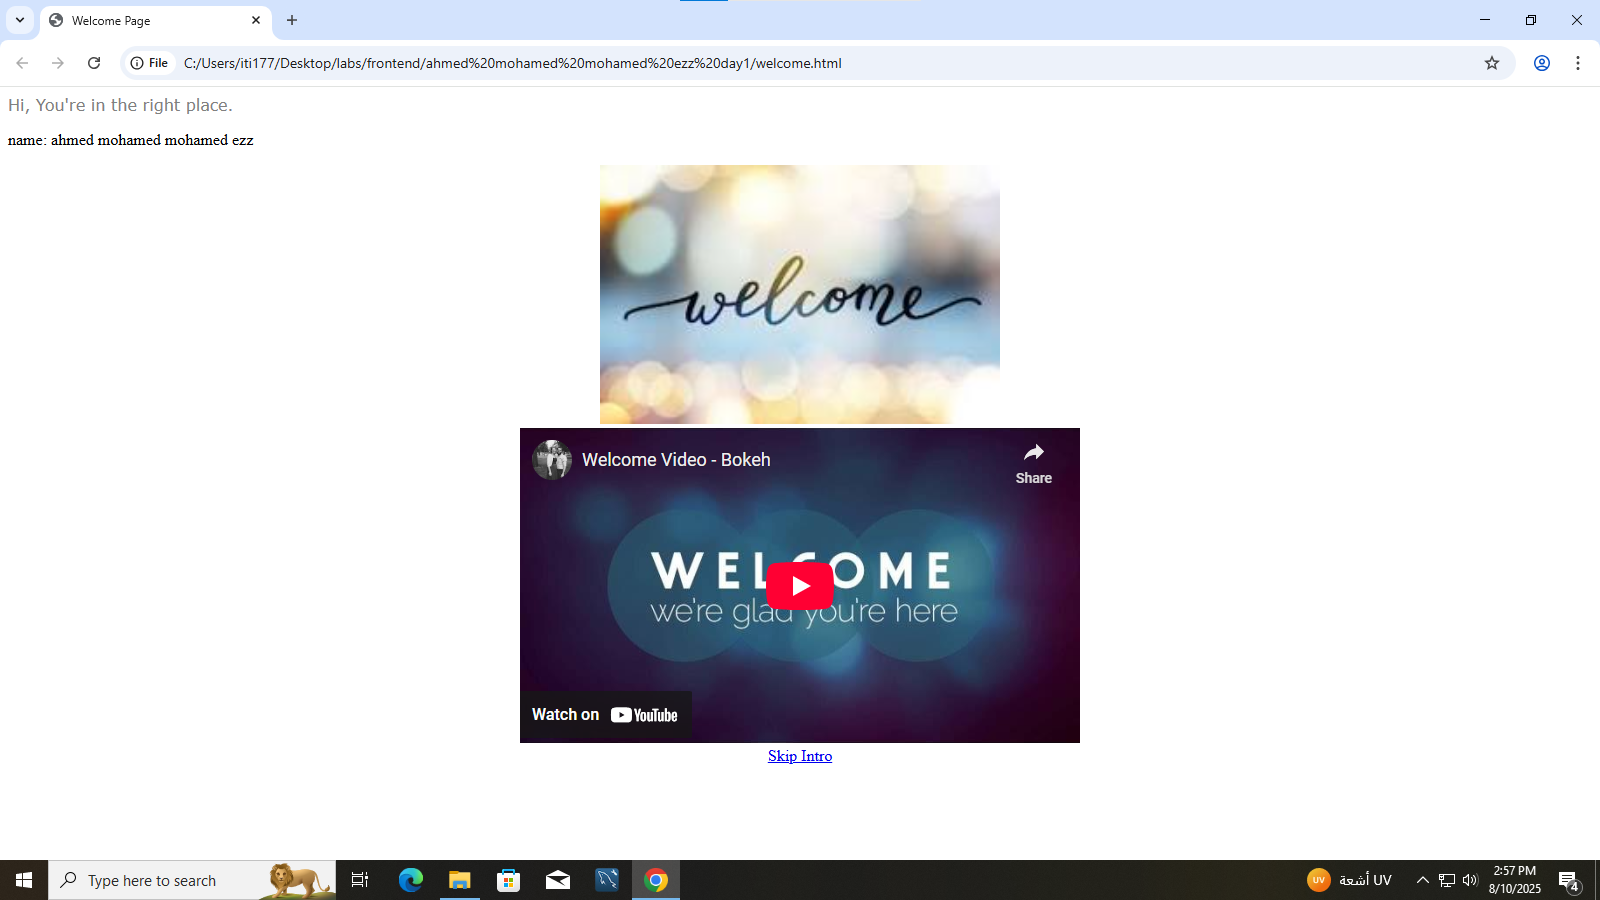 Welcome Page
File
C:/Users/iti177/Desktop/labs/frontend/ahmed%20mohamed%20mohamed%20ezz%20day1/welcome.html
Hi, You're in the right place.
name: ahmed mohamed mohamed ezz
welcome
Welcome Video - Bokeh
Share
WELCOME
we're glad you're here
Watch on YouTube
Skip Intro
Type here to search
UV
أشعة UV
2:57 PM
8/10/2025
4